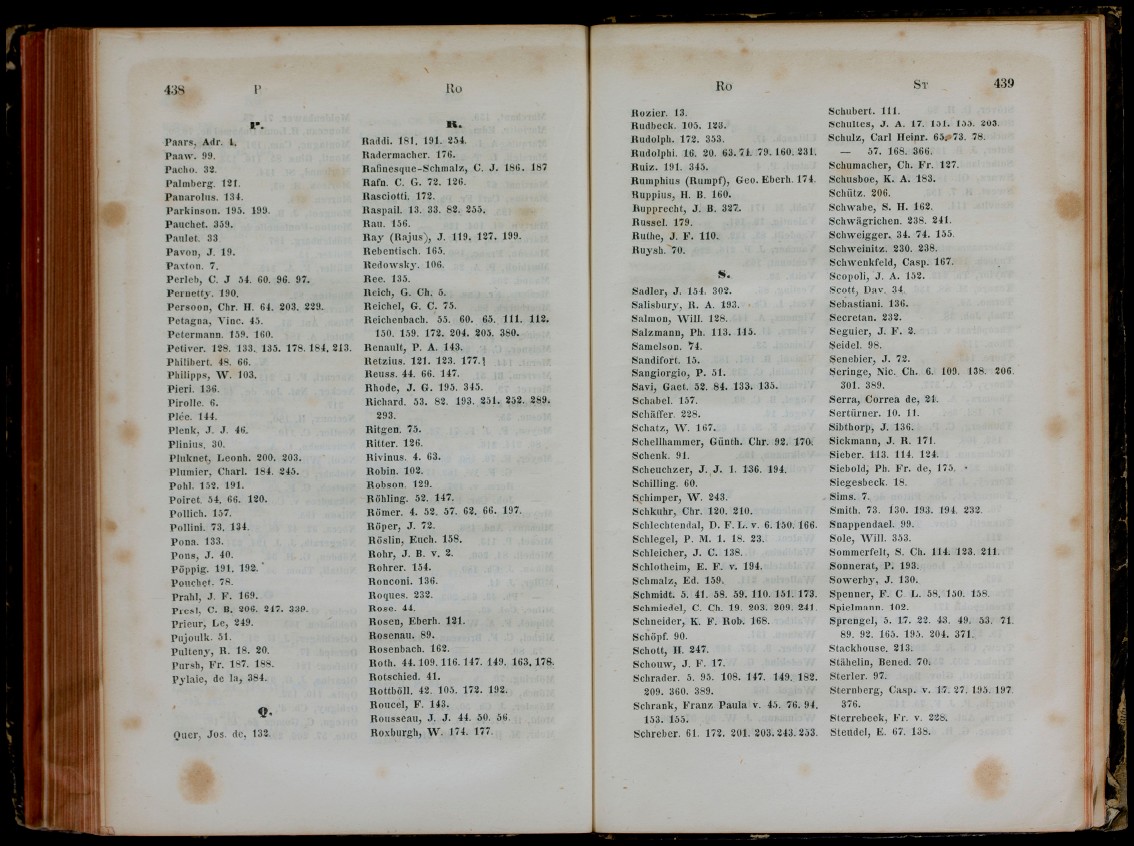 438 P Ro
P.
Paars, Adr. 4.
Paaw. 99.
Pacho. 32.
Palmberg. 121.
Panarolus. 134.
Parkinson. 195. 199.
Pauchet. 359.
Paulet. 33
Pavon, J. 19.
Paxton. 7.
Perleb, C. J 54. 60. 96. 97.
Pernetty. 190.
Persoon, Chr. H. 64. 203. 229.
Petagna, Vinc. 45.
Petermann. 159. 160.
Petiver. 128. 133. 135. 178. 184. 213.
Philibert. 48. 66.
Philipps, W. 103.
Pieri. 136.
Pirolle. 6.
Plée. 144.
Plenk, J. J. 46.
Plinius. 30.
Pluknet, Leonh. 200. 203.
Plumier, Charl. 184. 245.
Pohl. 152. 191.
Poiret. 54. 66. 120.
Pollich. 157.
Pollini. 73. 134.
Pona. 133.
Pons, J. 40.
Pöppig. 191. 192.
Pouchet. 78.
Prahl, J. F. 169.
Presl, C. B. 206. 247. 339.
Prieur, Le, 249.
Pujoulk. 51.
Pulteny, R. 18. 20.
Pursh, Fr. 187. 188.
Pylaie, de la, 384.
Q.
Quer, Jos. de, 132.
R.
Raddi. 181. 191. 254.
Radermacher. 176.
Rafinesque-Schmalz, C. J. 186. 187
Rafn. C. G. 72. 126.
Rasciotti. 172.
Raspail. 13. 33. 82. 255.
Rau. 156.
Ray (Rajus), J. 119. 127. 199.
Rebentisch. 165.
Redowsky. 106.
Ree. 135.
Reich, G. Ch. 5.
Reichel, G. C. 75.
Reichenbach. 55. 60. 65. 111. 112.
150. 159. 172. 204. 205. 380.
Renault, P. A. 143.
Retzius. 121. 123. 177.
Reuss. 44. 66. 147.
Rhode, J. G. 195. 345.
Richard. 53. 82. 193. 251. 252. 289.
293.
Ritgen. 75.
Ritter. 126.
Rivinus. 4. 63.
Robin. 102.
Robson. 129.
Röhling. 52. 147.
Römer. 4. 52. 57. 62. 66. 197.
Röper, J. 72.
Röslin, Euch. 158.
Rohr, J. B. v. 2.
Rohrer. 154.
Ronconi. 136.
Roques. 232.
Rose. 44.
Rosen, Eberh. 121.
Rosenau. 89.
Rosenbach. 162.
Roth. 44. 109. 116. 147. 149. 163. 178.
Rotschied. 41.
Rottböll. 42. 105. 172. 192.
Roucel, F. 143.
Rousseau, J. J. 44. 50. 56.
Roxburgh, W. 174. 177.
Ro St 439
Rozier. 13.
Rudbeck. 105. 123.
Rudolph. 172. 353.
Rudolphi. 16. 20. 63. 74. 79. 160. 231.
Ruiz. 191. 345.
Rumphius (Rumpf), Geo. Eberh. 174.
Ruppius, H. B. 160.
Rupprecht, J. B. 327.
Russel. 179.
Ruthe, J. F. 110.
Ruysh. 70.
S.
Sadler, J. 154. 302.
Salisbury, R. A. 193.
Salmon, Will. 128.
Salzmann, Ph. 113. 115.
Samelson. 74.
Sandifort. 15.
Sangiorgio, P. 51.
Savi, Gaet. 52. 84. 133. 135.
Schabel. 157.
Schäffer. 228.
Schatz, W. 167.
Schellhammer, Günth. Chr. 92. 170.
Schenk. 91.
Scheuchzer, J. J. 1. 136. 194.
Schilling. 60.
Schimper, W. 243.
Schkuhr, Chr. 120. 210.
Schlechtendal, D. F. L. v. 6. 150. 166.
Schlegel, P. M. 1. 18. 23.
Schleicher, J. C. 138.
Schlotheim, E. F. v. 194.
Schmalz, Ed. 159.
Schmidt. 5. 41. 58. 59. 110. 151. 173.
Schmiedel, C. Ch. 19. 203. 209. 241.
Schneider, K. F. Rob. 168.
Schöpf. 90.
Schott, H. 247.
Schouw, J. F. 17.
Schrader. 5. 95. 108. 147. 149. 182.
209. 360. 389.
Schrank, Franz Paula v. 45. 76. 94.
153. 155.
Schreber. 61. 172. 201. 203. 243. 253.
Schubert. 111.
Schultes, J. A. 17. 151. 155. 203.
Schulz, Carl Heinr. 65. 73. 78.
— 57. 168. 366.
Schumacher, Ch. Fr. 127.
Schusboe, K. A. 183.
Schütz. 206.
Schwabe, S. H. 162.
Schwägrichen. 238. 241.
Schweigger. 34. 74. 155.
Schweinitz. 230. 238.
Schwenkfeld, Casp. 167.
Scopoli, J. A. 152.
Scott, Dav. 34.
Sebastiani. 136.
Secretan. 232.
Seguier, J. F. 2.
Seidel. 98.
Senebier, J. 72.
Seringe, Nic. Ch. 6. 109. 138. 206.
301. 389.
Serra, Correa de, 24.
Sertürner. 10. 11.
Sibthorp, J. 136.
Sickmann, J. R. 171.
Sieber. 113. 114. 124.
Siebold, Ph. Fr. de, 175.
Siegesbeck. 18.
Sims. 7.
Smith. 73. 130. 193. 194. 232.
Snappendael. 99.
Sole, Will. 353.
Sommerfelt, S. Ch. 114. 123. 211.
Sonnerat, P. 193.
Sowerby, J. 130.
Spenner, F. C. L. 58. 150. 158.
Spielmann. 102.
Sprengel, 5. 17. 22. 43. 49. 53. 71.
89. 92. 165. 195. 204. 371.
Stackhouse. 213.
Stähelin, Bened. 70.
Sterler. 97.
Sternberg, Casp. v. 17. 27. 195. 197
376.
Sterrebeck, Fr. v. 228.
Steudel, E. 67. 138.